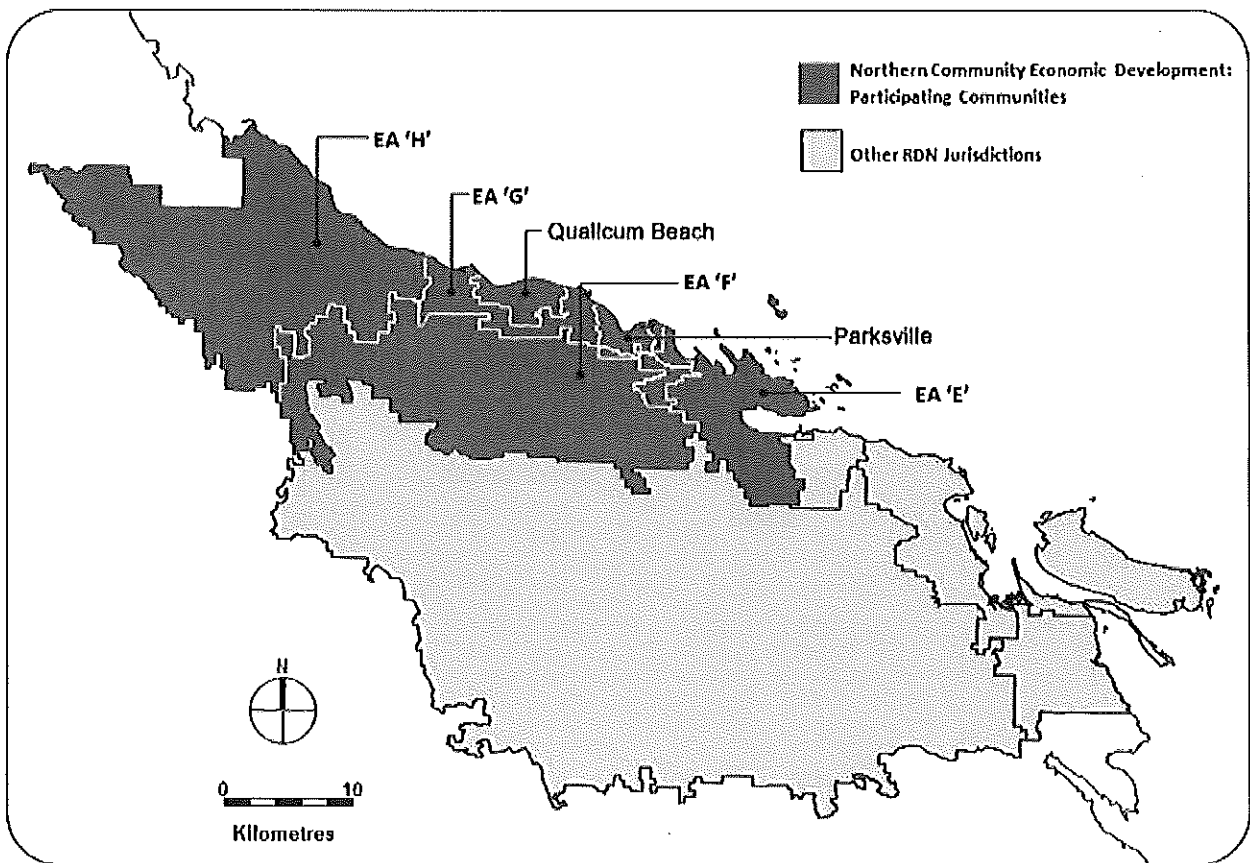 Northern Community Economic Development:
Participating Communities
Other RDN Jurisdictions
EA 'H'
EA 'G'
Qualicum Beach
EA 'F'
Parksville
EA 'E'
N
0 10
Kilometres